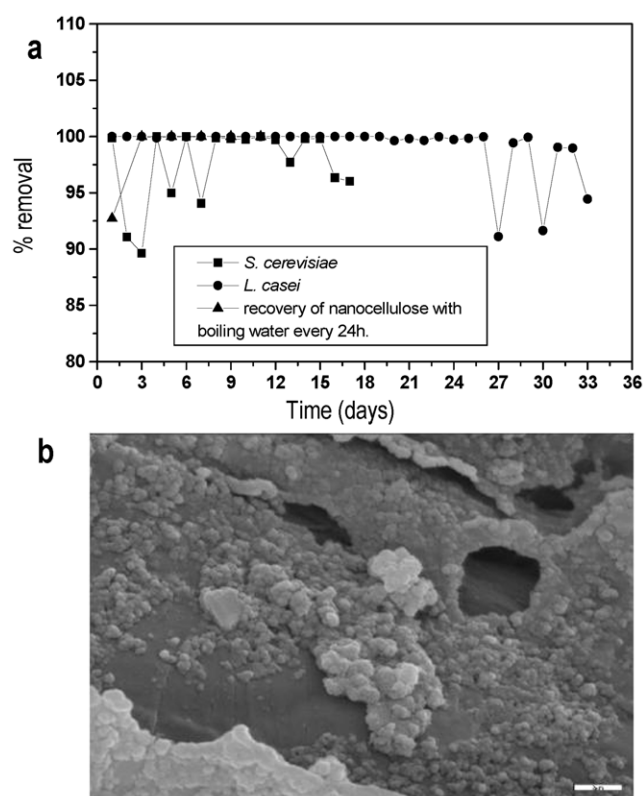 a
110
105
100
95
90
85
80
% removal
S. cerevisiae
L. casei
recovery of nanocellulose with
boiling water every 24h.
0 3 6 9 12 15 18 21 24 27 30 33 36
Time (days)
b